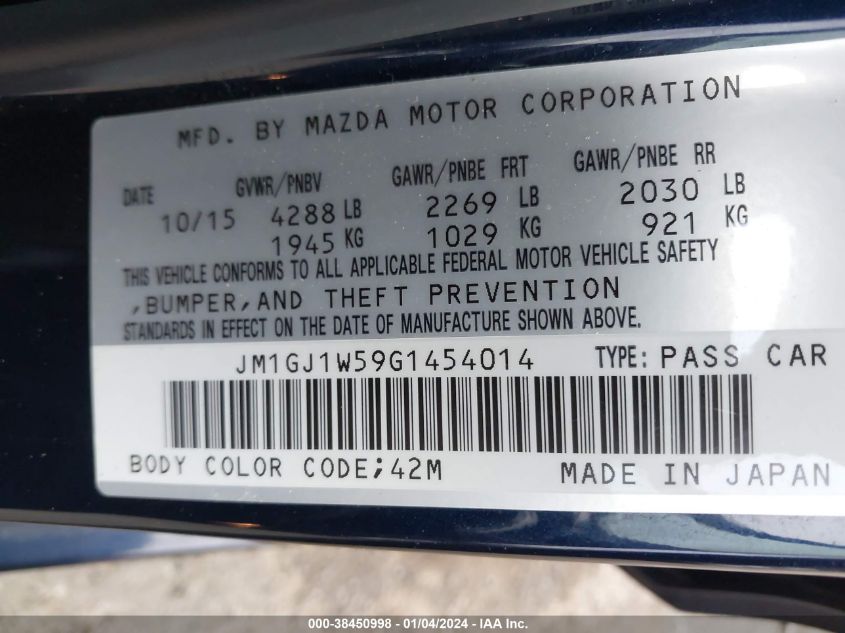 MFD. BY MAZDA MOTOR CORPORATION
DATE GVWR/PNBV GAWR/PNBE FRT GAWR/PNBE RR
10/15 4288 LB 2269 LB 2030 LB
1945 KG 1029 KG 921 KG
THIS VEHICLE CONFORMS TO ALL APPLICABLE FEDERAL MOTOR VEHICLE SAFETY
,BUMPER,AND THEFT PREVENTION
STANDARDS IN EFFECT ON THE DATE OF MANUFACTURE SHOWN ABOVE.
JM1GJ1W59G1454014 TYPE: PASS CAR
BODY COLOR CODE;42M MADE IN JAPAN
000-38450998 - 01/04/2024 - IAA Inc.